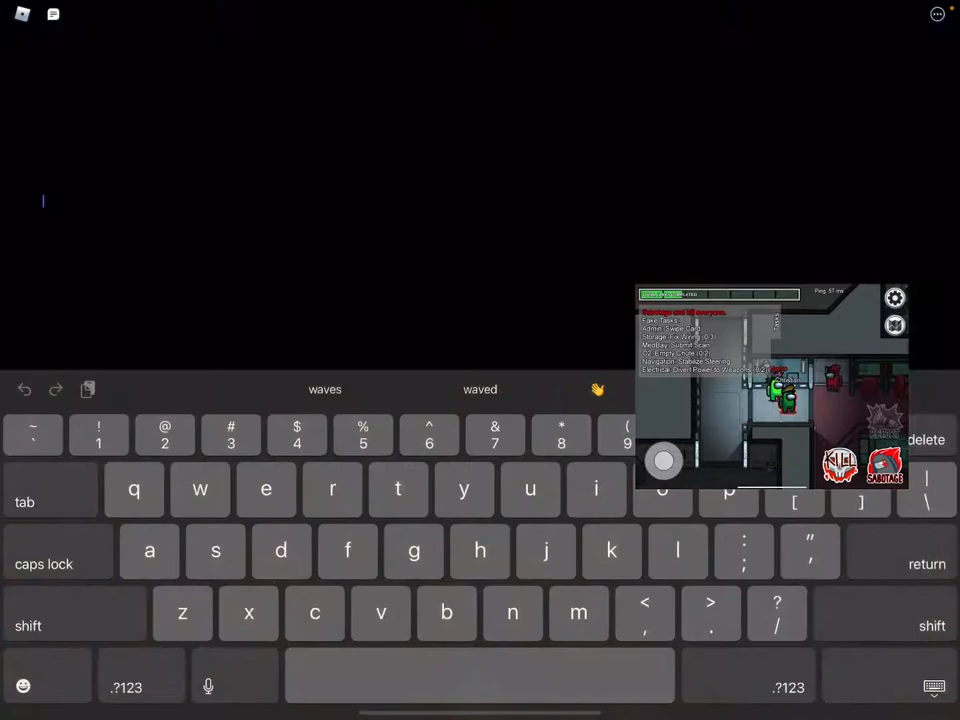 waves waved 👋
~ ! @ # $ % ^ & * (
` 1 2 3 4 5 6 7 8 9 delete
tab q w e r t y u i o p [ ] | \
caps lock a s d f g h j k l : ; " ' return
shift z x c v b n m < , > . ? / shift
.?123 .?123
Ping: 57 ms
Sabotage and kill everyone.
Fake Tasks:
Admin: Swipe Card
Storage: Fix Wiring (0/3)
MedBay: Submit Scan
O2: Empty Chute (0/2)
Navigation: Stabilize Steering
Electrical: Divert Power to Weapons (0/2)
Tasks
Christian
REPORT
KILL
SABOTAGE